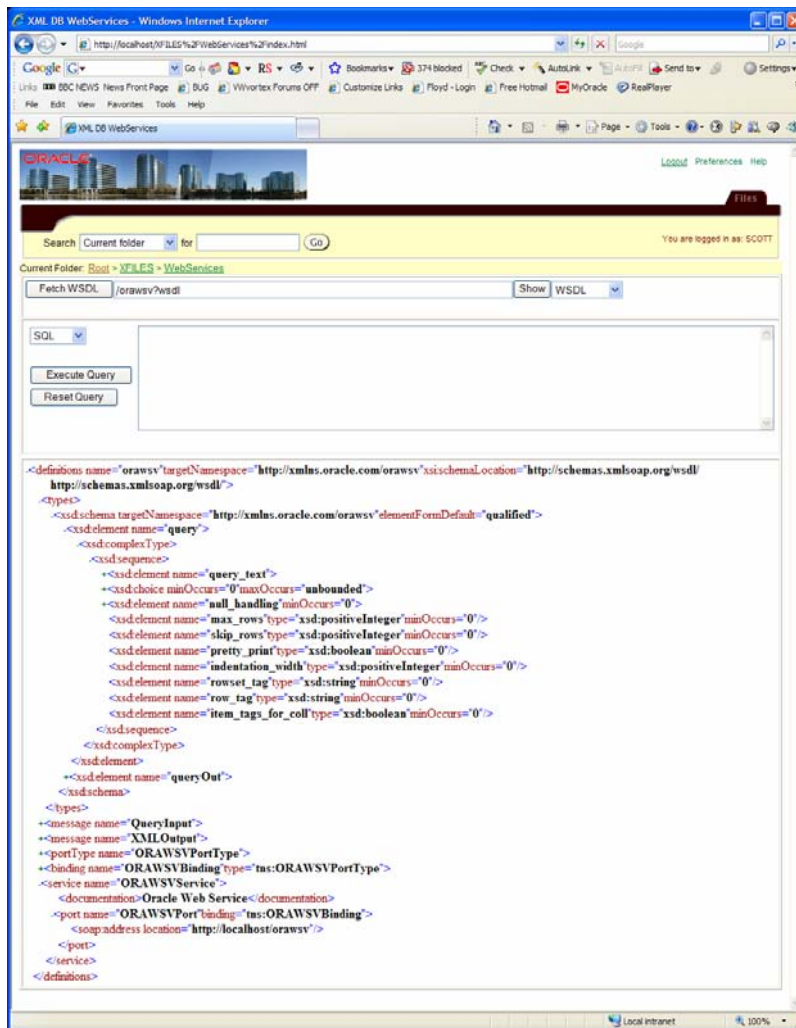 XML DB WebServices - Windows Internet Explorer
http://localhost/XFILES%2FWebServices%2Findex.html
Google
Google G Go RS Bookmarks 374 blocked Check AutoLink AutoFill Send to Settings
Links BBC NEWS News Front Page BUG WWvortex Forums OFF Customize Links Floyd - Login Free Hotmail MyOracle RealPlayer
File Edit View Favorites Tools Help
XML DB WebServices Page Tools
ORACLE
Logout Preferences Help
Files
Search Current folder for Go You are logged in as: SCOTT
Current Folder: Root > XFILES > WebServices
Fetch WSDL /orawsv?wsdl Show WSDL
SQL
Execute Query
Reset Query
-<definitions name="orawsv"targetNamespace="http://xmlns.oracle.com/orawsv"xsi:schemaLocation="http://schemas.xmlsoap.org/wsdl/
http://schemas.xmlsoap.org/wsdl/">
-<types>
-<xsd:schema targetNamespace="http://xmlns.oracle.com/orawsv"elementFormDefault="qualified">
-<xsd:element name="query">
-<xsd:complexType>
-<xsd:sequence>
+<xsd:element name="query_text">
+<xsd:choice minOccurs="0"maxOccurs="unbounded">
+<xsd:element name="null_handling"minOccurs="0">
<xsd:element name="max_rows"type="xsd:positiveInteger"minOccurs="0"/>
<xsd:element name="skip_rows"type="xsd:positiveInteger"minOccurs="0"/>
<xsd:element name="pretty_print"type="xsd:boolean"minOccurs="0"/>
<xsd:element name="indentation_width"type="xsd:positiveInteger"minOccurs="0"/>
<xsd:element name="rowset_tag"type="xsd:string"minOccurs="0"/>
<xsd:element name="row_tag"type="xsd:string"minOccurs="0"/>
<xsd:element name="item_tags_for_coll"type="xsd:boolean"minOccurs="0"/>
</xsd:sequence>
</xsd:complexType>
</xsd:element>
+<xsd:element name="queryOut">
</xsd:schema>
</types>
+<message name="QueryInput">
+<message name="XMLOutput">
+<portType name="ORAWSVPortType">
+<binding name="ORAWSVBinding"type="tns:ORAWSVPortType">
-<service name="ORAWSVService">
<documentation>Oracle Web Service</documentation>
-<port name="ORAWSVPort"binding="tns:ORAWSVBinding">
<soap:address location="http://localhost/orawsv"/>
</port>
</service>
</definitions>
Local intranet 100%